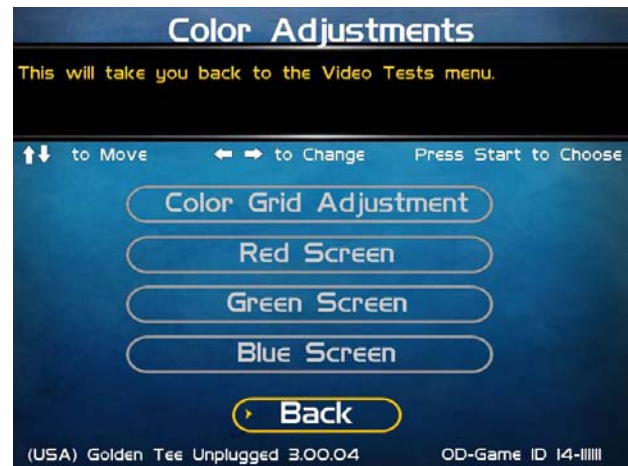 Color Adjustments
This will take you back to the Video Tests menu.
to Move to Change Press Start to Choose
Color Grid Adjustment
Red Screen
Green Screen
Blue Screen
Back
(USA) Golden Tee Unplugged 3.00.04 OD-Game ID 14-111111